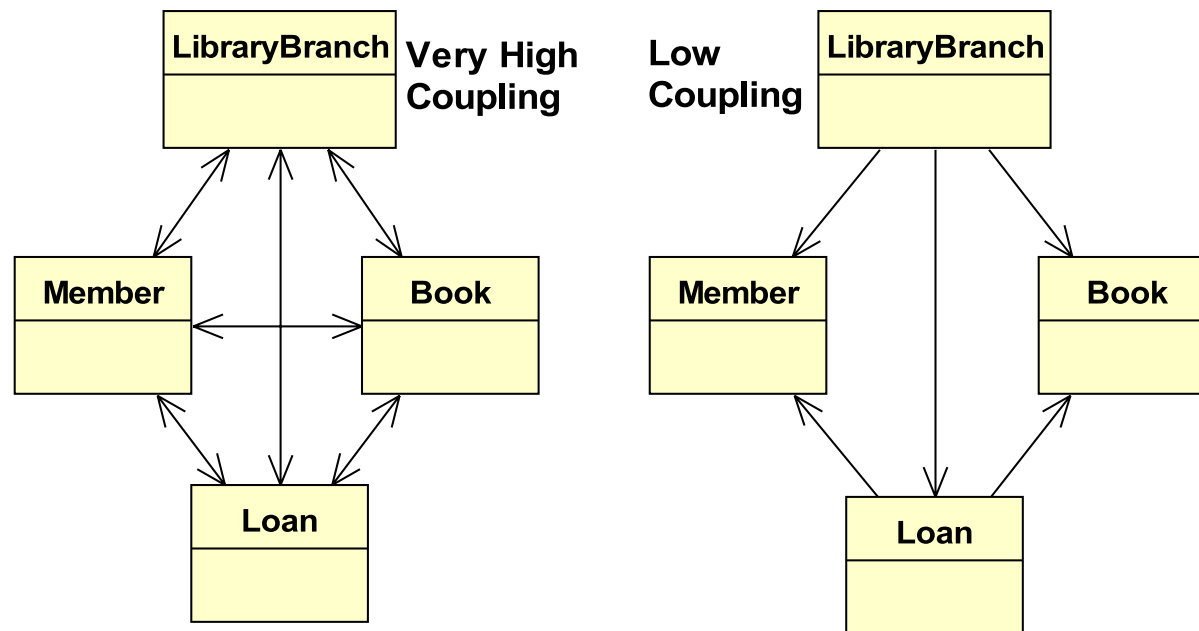 LibraryBranch
Very High
Coupling
Member
Book
Loan
Low
Coupling
LibraryBranch
Member
Book
Loan